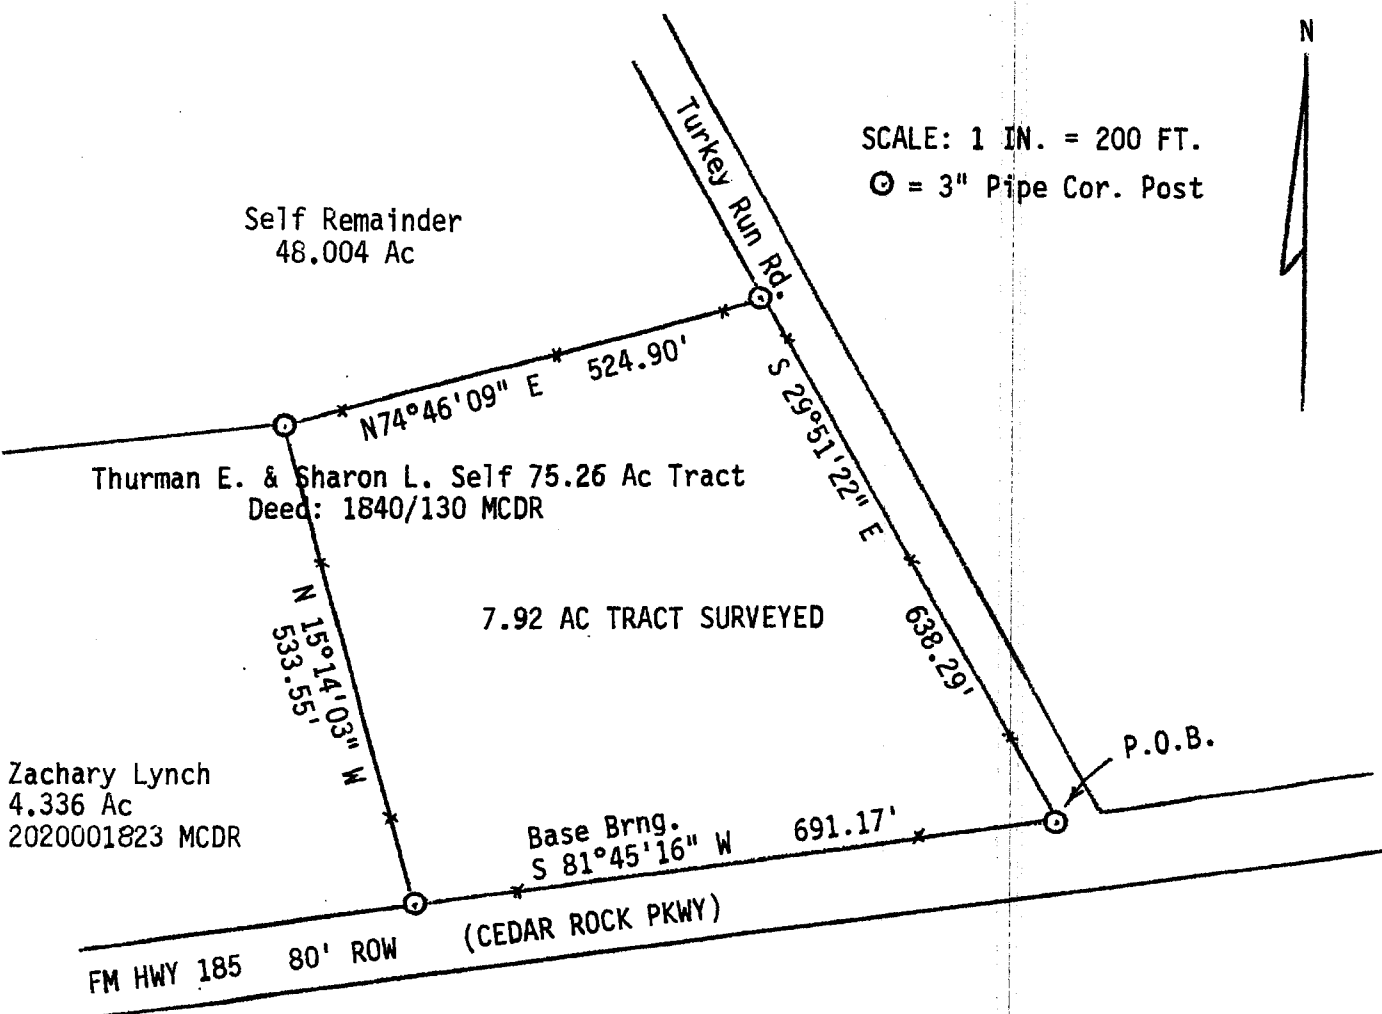 N
SCALE: 1 IN. = 200 FT.
⊙ = 3" Pipe Cor. Post
Turkey Run Rd.
Self Remainder
48.004 Ac
N74°46'09" E 524.90'
S 29°51'22" E 638.29'
Thurman E. & Sharon L. Self 75.26 Ac Tract
Deed: 1840/130 MCDR
N 15°14'03" W
533.55'
7.92 AC TRACT SURVEYED
P.O.B.
Zachary Lynch
4.336 Ac
2020001823 MCDR
Base Brng.
S 81°45'16" W 691.17'
FM HWY 185 80' ROW (CEDAR ROCK PKWY)